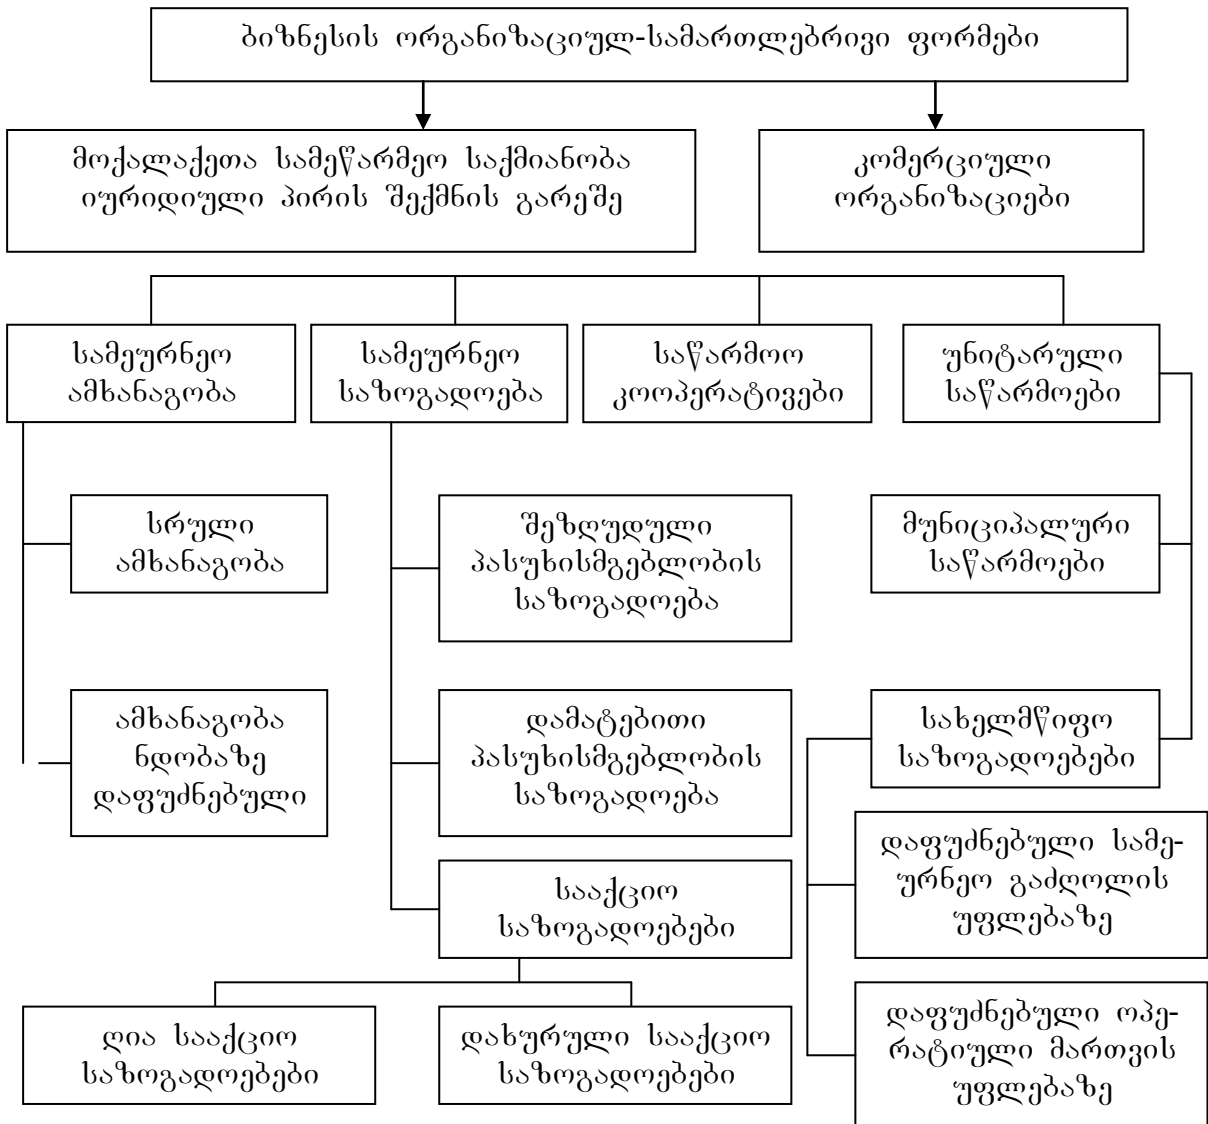 ბიზნესის ორგანიზაციულ-სამართლებრივი ფორმები
მოქალაქეთა სამეწარმეო საქმიანობა
იურიდიული პირის შექმნის გარეშე
კომერციული
ორგანიზაციები
სამეურნეო
ამხანაგობა
სამეურნეო
საზოგადოება
საწარმოო
კოოპერატივები
უნიტარული
საწარმოები
სრული
ამხანაგობა
შეზღუდული
პასუხისმგებლობის
საზოგადოება
მუნიციპალური
საწარმოები
ამხანაგობა
ნდობაზე
დაფუძნებული
დამატებითი
პასუხისმგებლობის
საზოგადოება
სახელმწიფო
საზოგადოებები
დაფუძნებული სამე-
ურნეო გაძღოლის
უფლებაზე
სააქციო
საზოგადოებები
ღია სააქციო
საზოგადოებები
დახურული სააქციო
საზოგადოებები
დაფუძნებული ოპე-
რატიული მართვის
უფლებაზე